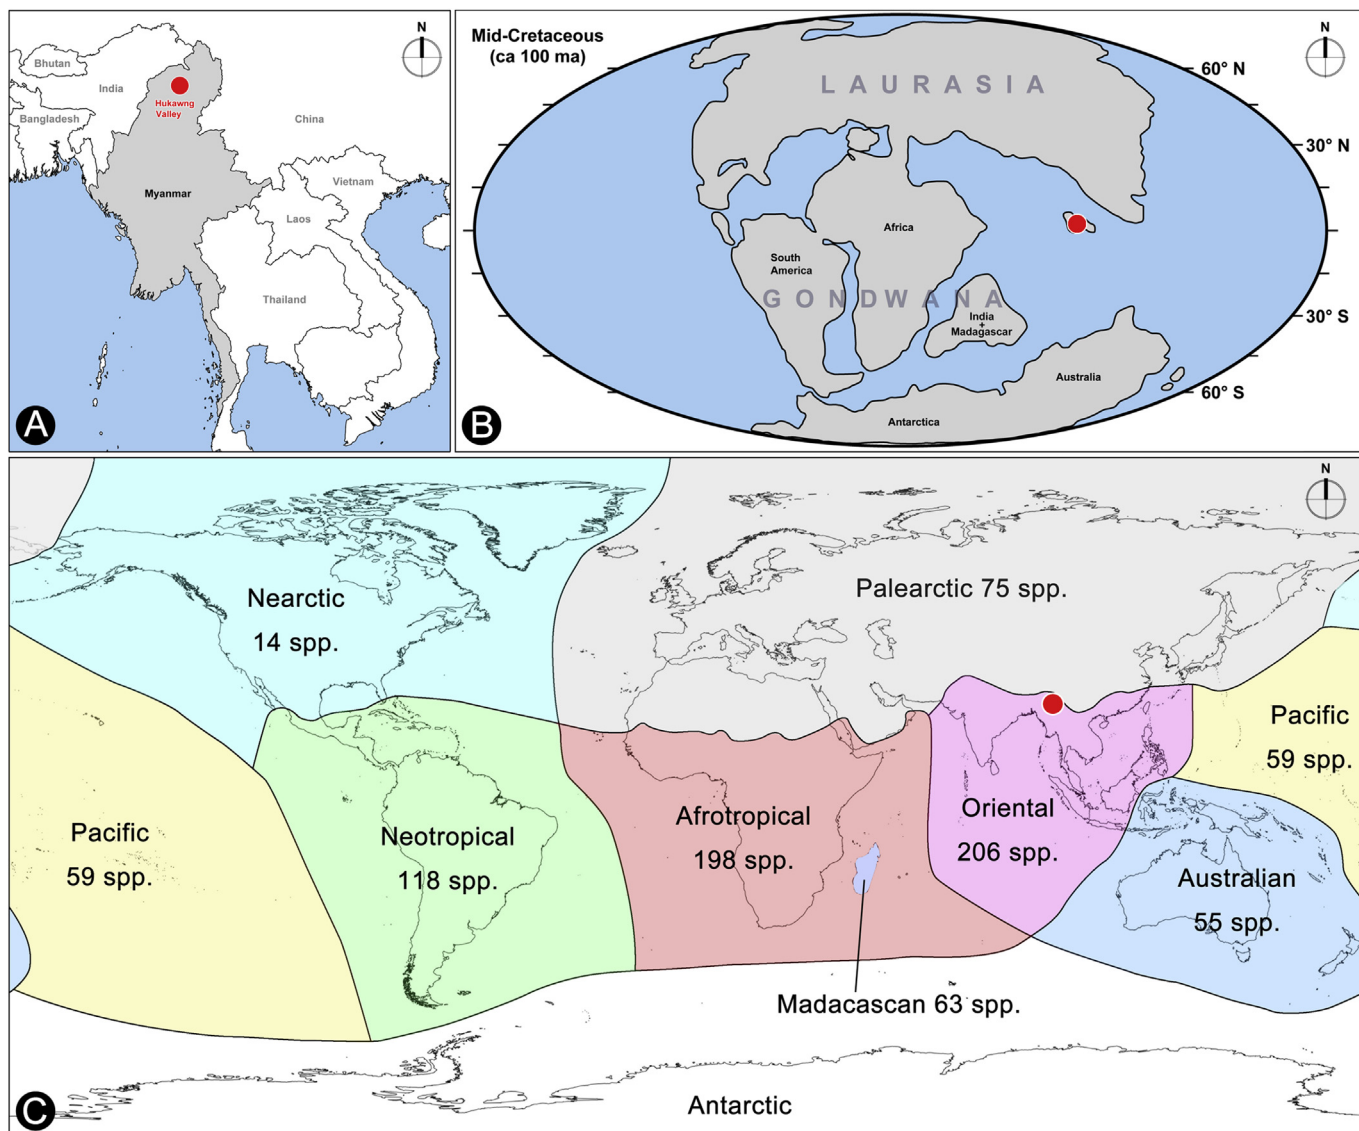 N
Bhutan
India
Hukawng
Valley
Bangladesh
China
Myanmar
Vietnam
Laos
Thailand
A
Mid-Cretaceous
(ca 100 ma)
N
LAURASIA
60° N
30° N
Africa
South
America
GONDWANA
India
+
Madagascar
30° S
Australia
60° S
Antarctica
B
N
Nearctic
14 spp.
Palearctic 75 spp.
Pacific
59 spp.
Pacific
59 spp.
Neotropical
118 spp.
Afrotropical
198 spp.
Oriental
206 spp.
Australian
55 spp.
Madacascan 63 spp.
Antarctic
C